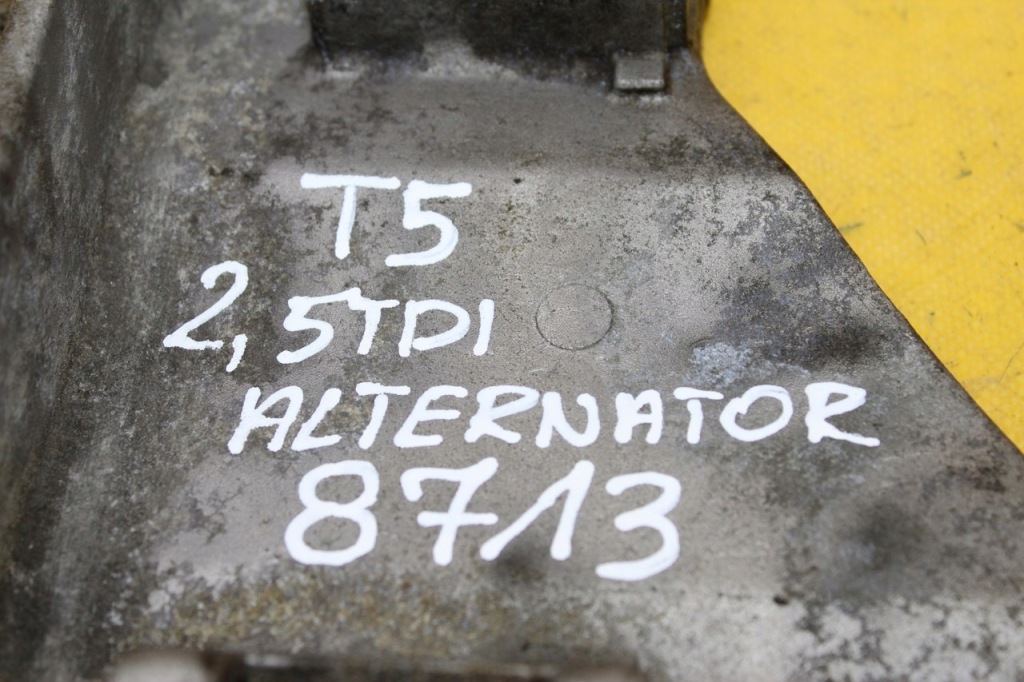 T5
2,5TDI
ALTERNATOR
8713